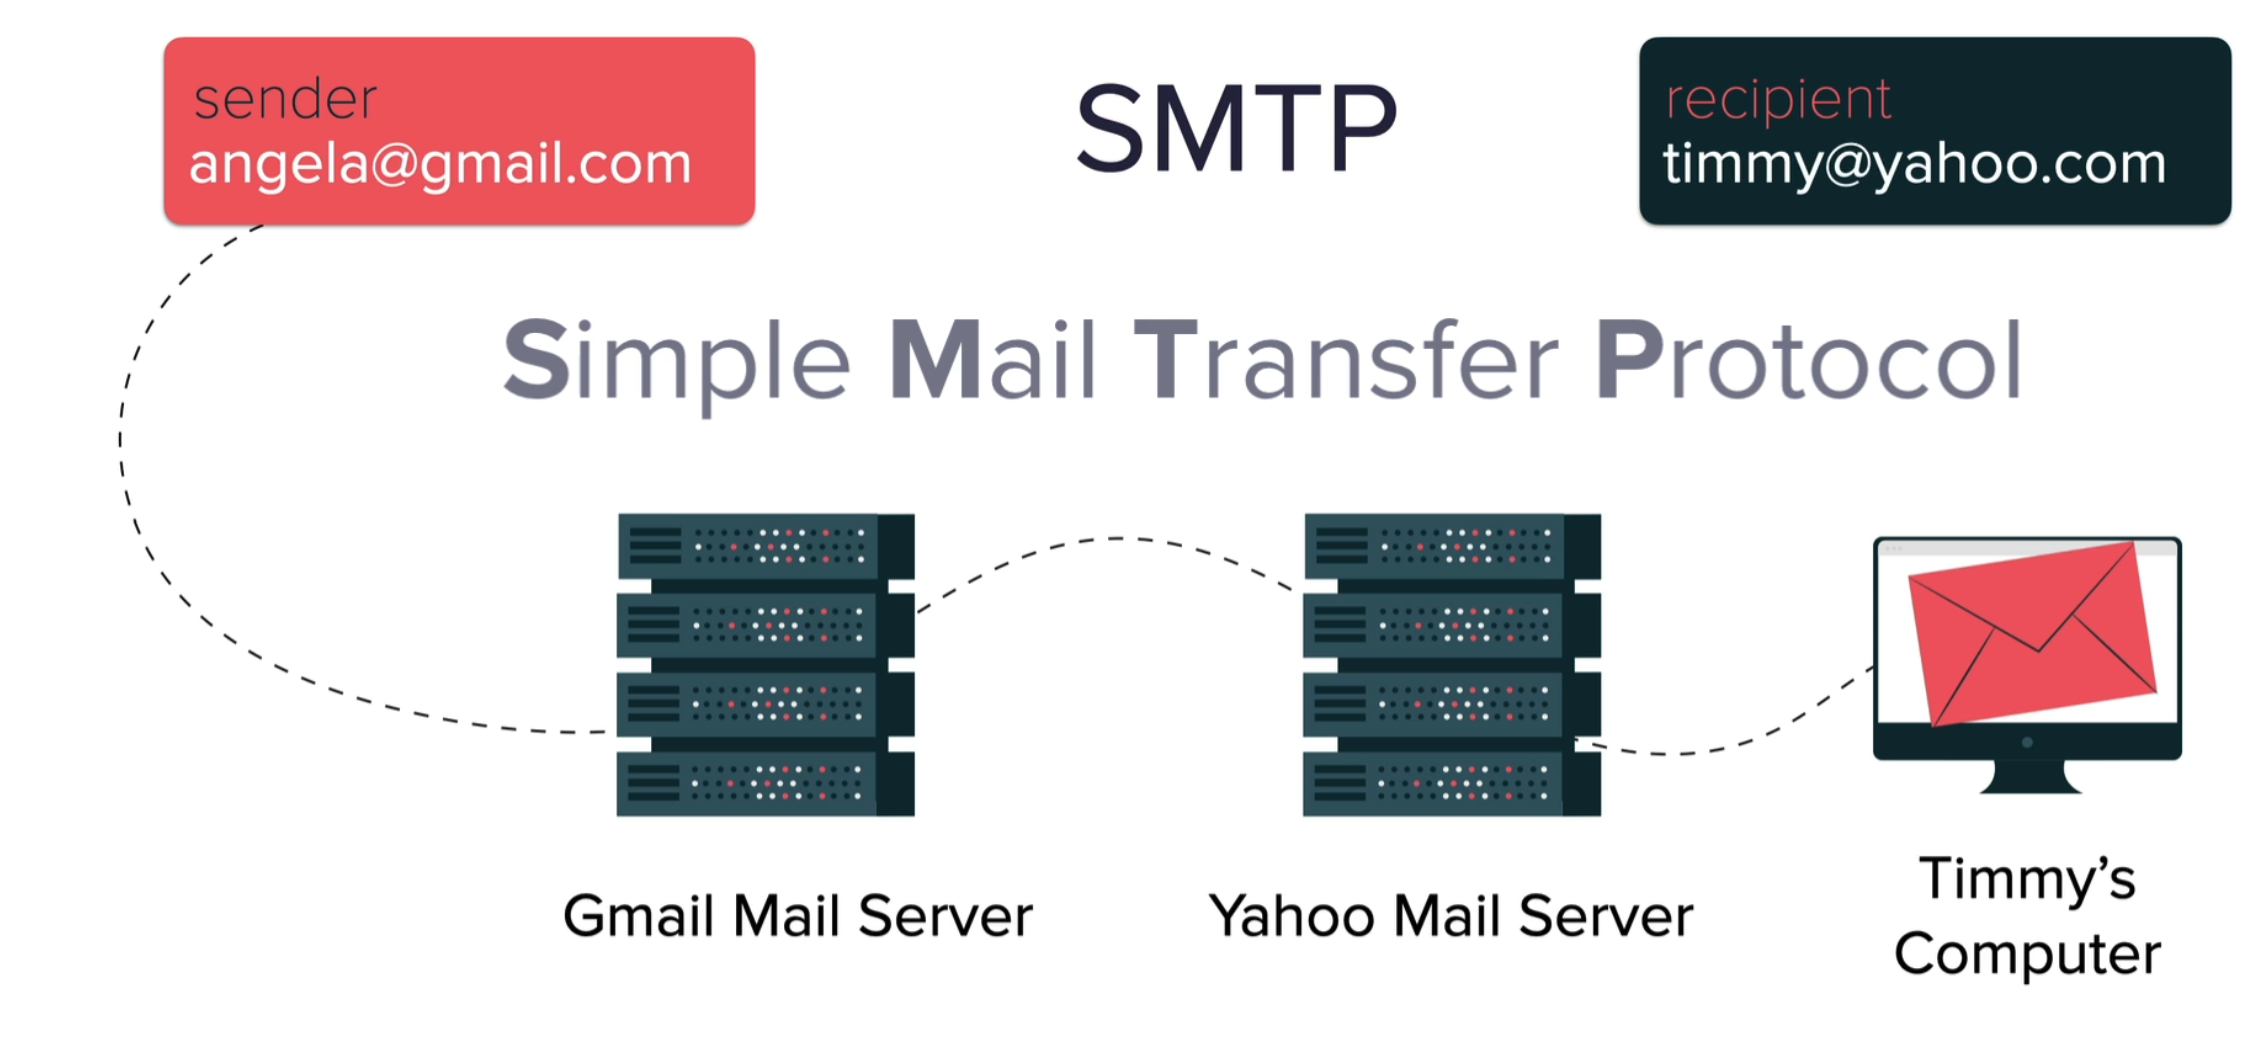 sender
angela@gmail.com
SMTP
recipient
timmy@yahoo.com
Simple Mail Transfer Protocol
Gmail Mail Server
Yahoo Mail Server
Timmy’s
Computer